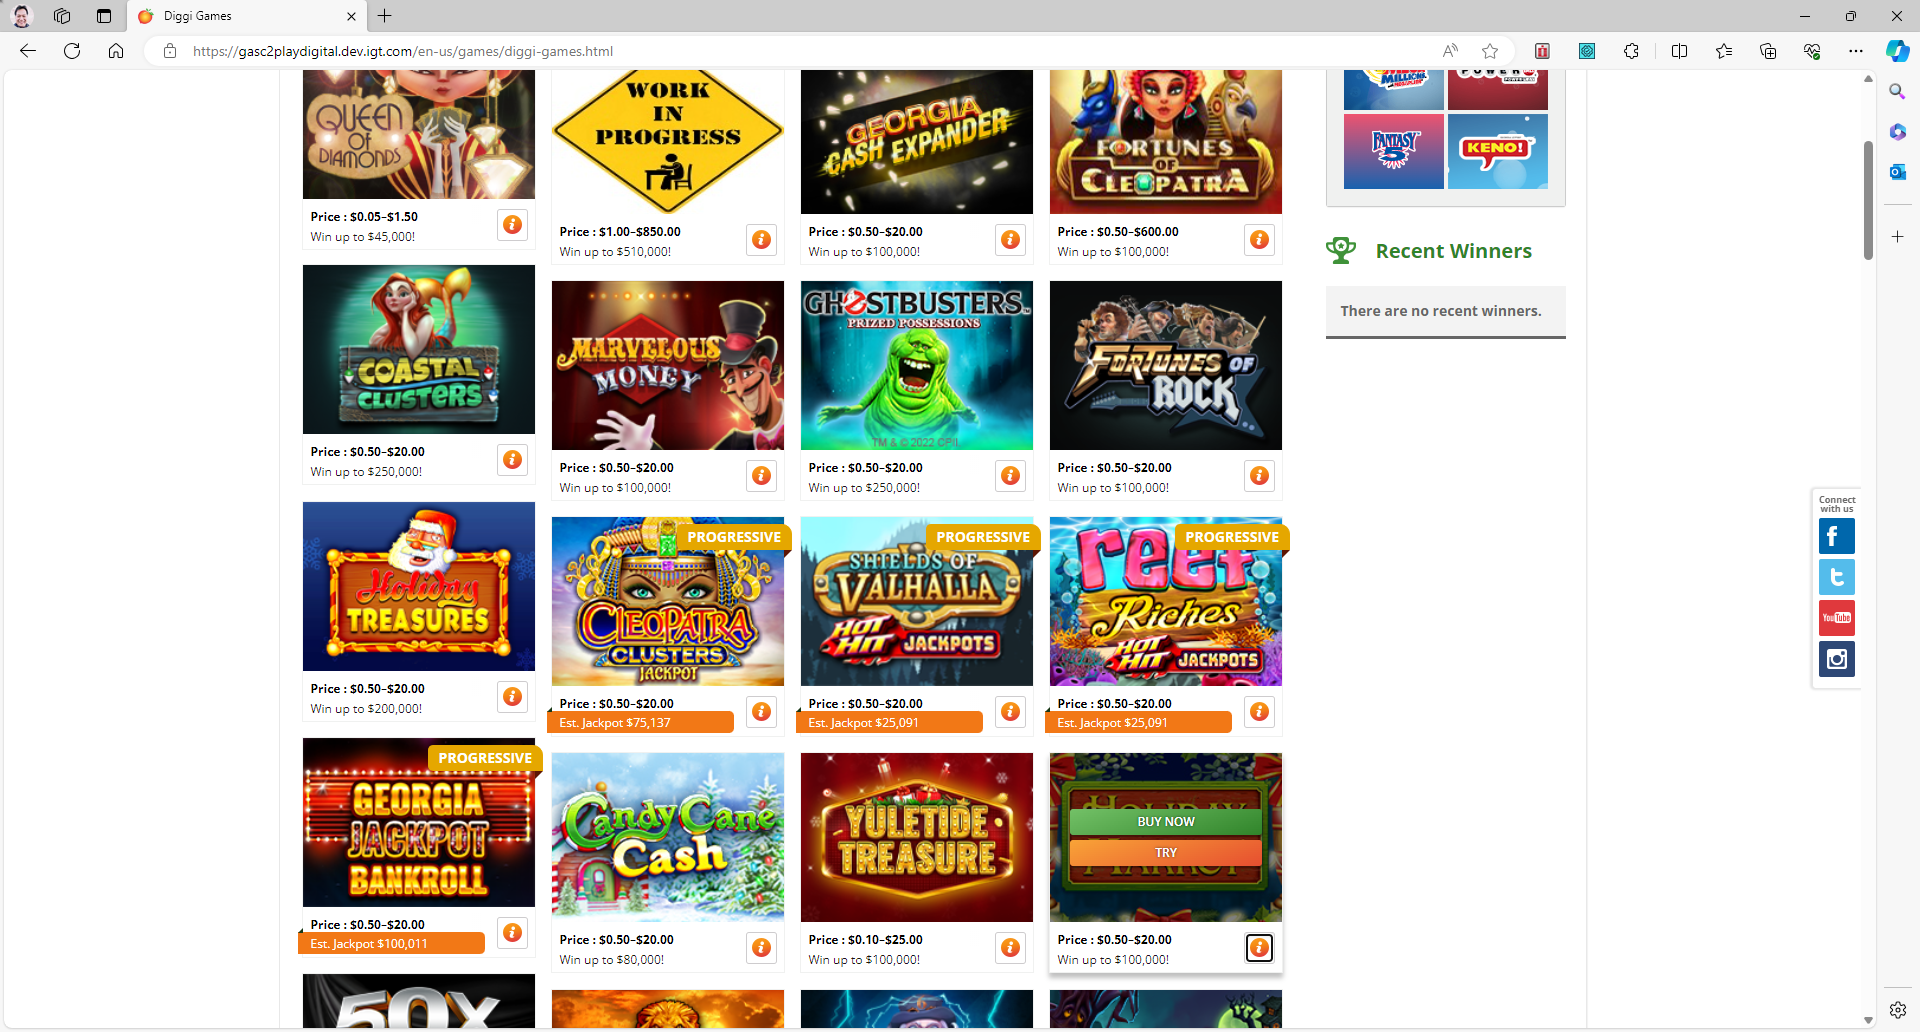 Diggi Games
https://gasc2playdigital.dev.igt.com/en-us/games/diggi-games.html
QUEEN
OF
DIAMONDS
Price : $0.05–$1.50
Win up to $45,000!
WORK
IN
PROGRESS
Price : $1.00–$850.00
Win up to $510,000!
GEORGIA
CASH EXPANDER
Price : $0.50–$20.00
Win up to $100,000!
FORTUNES
OF
CLEOPATRA
Price : $0.50–$600.00
Win up to $100,000!
MILLIONS
POWER
FANTASY
5
KENO!
Recent Winners
There are no recent winners.
COASTAL
CLUSTERS
Price : $0.50–$20.00
Win up to $250,000!
MARVELOUS
MONEY
Price : $0.50–$20.00
Win up to $100,000!
GHOSTBUSTERS
PRIZED POSSESSIONS
TM & © 2022 CPII
Price : $0.50–$20.00
Win up to $250,000!
FORTUNES OF
ROCK
Price : $0.50–$20.00
Win up to $100,000!
Connect
with us
YouTube
Holiday
TREASURES
Price : $0.50–$20.00
Win up to $200,000!
PROGRESSIVE
CLEOPATRA
CLUSTERS
JACKPOT
Price : $0.50–$20.00
Est. Jackpot $75,137
PROGRESSIVE
SHIELDS OF
VALHALLA
HOT
HIT JACKPOTS
Price : $0.50–$20.00
Est. Jackpot $25,091
PROGRESSIVE
reef
Riches
HOT
HIT JACKPOTS
Price : $0.50–$20.00
Est. Jackpot $25,091
PROGRESSIVE
GEORGIA
JACKPOT
BANKROLL
Price : $0.50–$20.00
Est. Jackpot $100,011
Candy Cane
Cash
Price : $0.50–$20.00
Win up to $80,000!
YULETIDE
TREASURE
Price : $0.10–$25.00
Win up to $100,000!
HOLIDAY
BUY NOW
TRY
MARKET
Price : $0.50–$20.00
Win up to $100,000!
50X